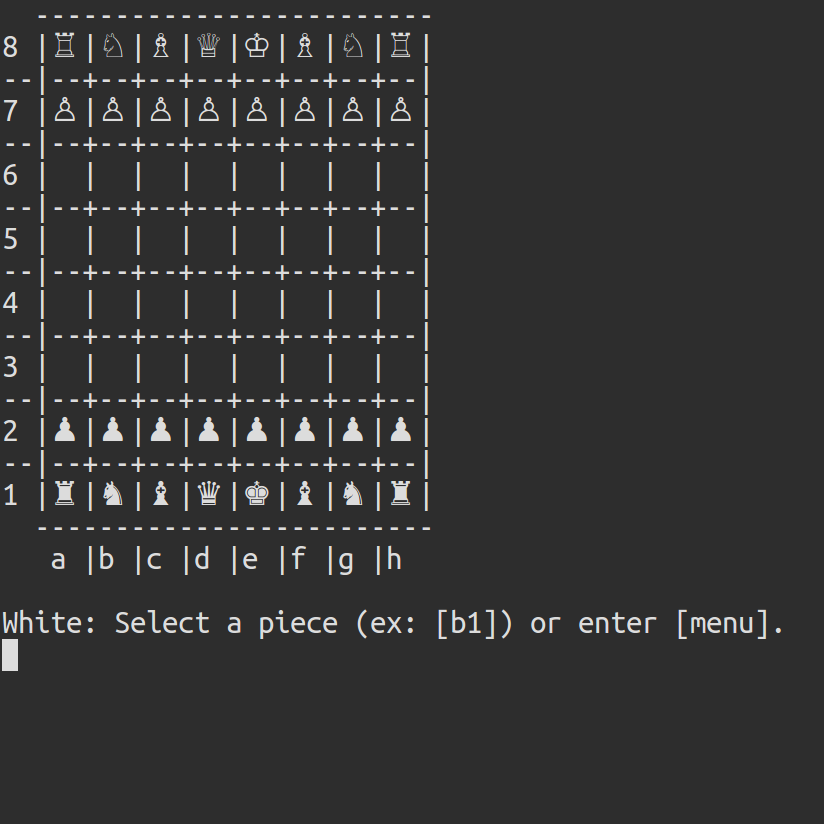 -------------------------
8 |♖|♘|♗|♕|♔|♗|♘|♖|
--|--+--+--+--+--+--+--+--|
7 |♙|♙|♙|♙|♙|♙|♙|♙|
--|--+--+--+--+--+--+--+--|
6 |  |  |  |  |  |  |  |  |
--|--+--+--+--+--+--+--+--|
5 |  |  |  |  |  |  |  |  |
--|--+--+--+--+--+--+--+--|
4 |  |  |  |  |  |  |  |  |
--|--+--+--+--+--+--+--+--|
3 |  |  |  |  |  |  |  |  |
--|--+--+--+--+--+--+--+--|
2 |♟|♟|♟|♟|♟|♟|♟|♟|
--|--+--+--+--+--+--+--+--|
1 |♜|♞|♝|♛|♚|♝|♞|♜|
  -------------------------
   a |b |c |d |e |f |g |h
White: Select a piece (ex: [b1]) or enter [menu].